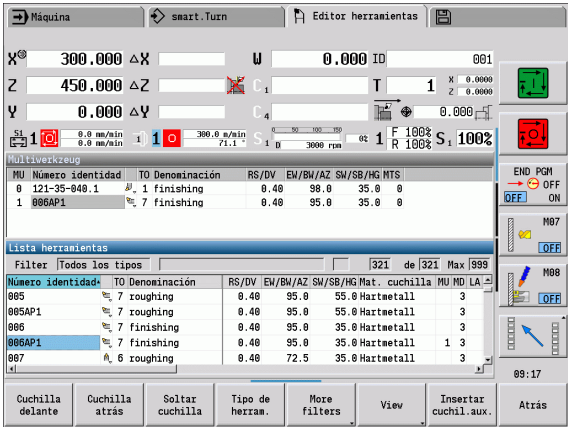 Máquina smart.Turn Editor herramientas
X 300.000 ΔX W 0.000 ID 001
Z 450.000 ΔZ C 1 T 1 X 0.0000
Z 0.0000
Y 0.000 ΔY C 4 0.000
S1 1 0.0 mm/min 0.0 mm/min 1 1 0 300.0 m/min 71.1 ° S 1 0 50 100 150 D 3000 rpm 0% 1 F 100% R 100% S1 100%
Multiwerkzeug
MU Número identidad TO Denominación RS/DV EW/BW/AZ SW/SB/HG MTS
0 121-35-040.1 1 finishing 0.40 98.0 35.0 0
1 006AP1 7 finishing 0.40 95.0 35.0 0
Lista herramientas
Filter Todos los tipos 321 de 321 Max 999
Número identidad TO Denominación RS/DV EW/BW/AZ SW/SB/HG Mat. cuchilla MU MD LA
005 7 roughing 0.40 95.0 55.0 Hartmetall 3
005AP1 7 roughing 0.40 95.0 55.0 Hartmetall 3
006 7 finishing 0.40 95.0 35.0 Hartmetall 3
006AP1 7 finishing 0.40 95.0 35.0 Hartmetall 1 3
007 6 roughing 0.40 72.5 35.0 Hartmetall 3
END PGM
OFF
OFF ON
M07
OFF
M08
OFF
09:17
Cuchilla delante
Cuchilla atrás
Soltar cuchilla
Tipo de herram.
More filters
View
Insertar cuchil.aux.
Atrás